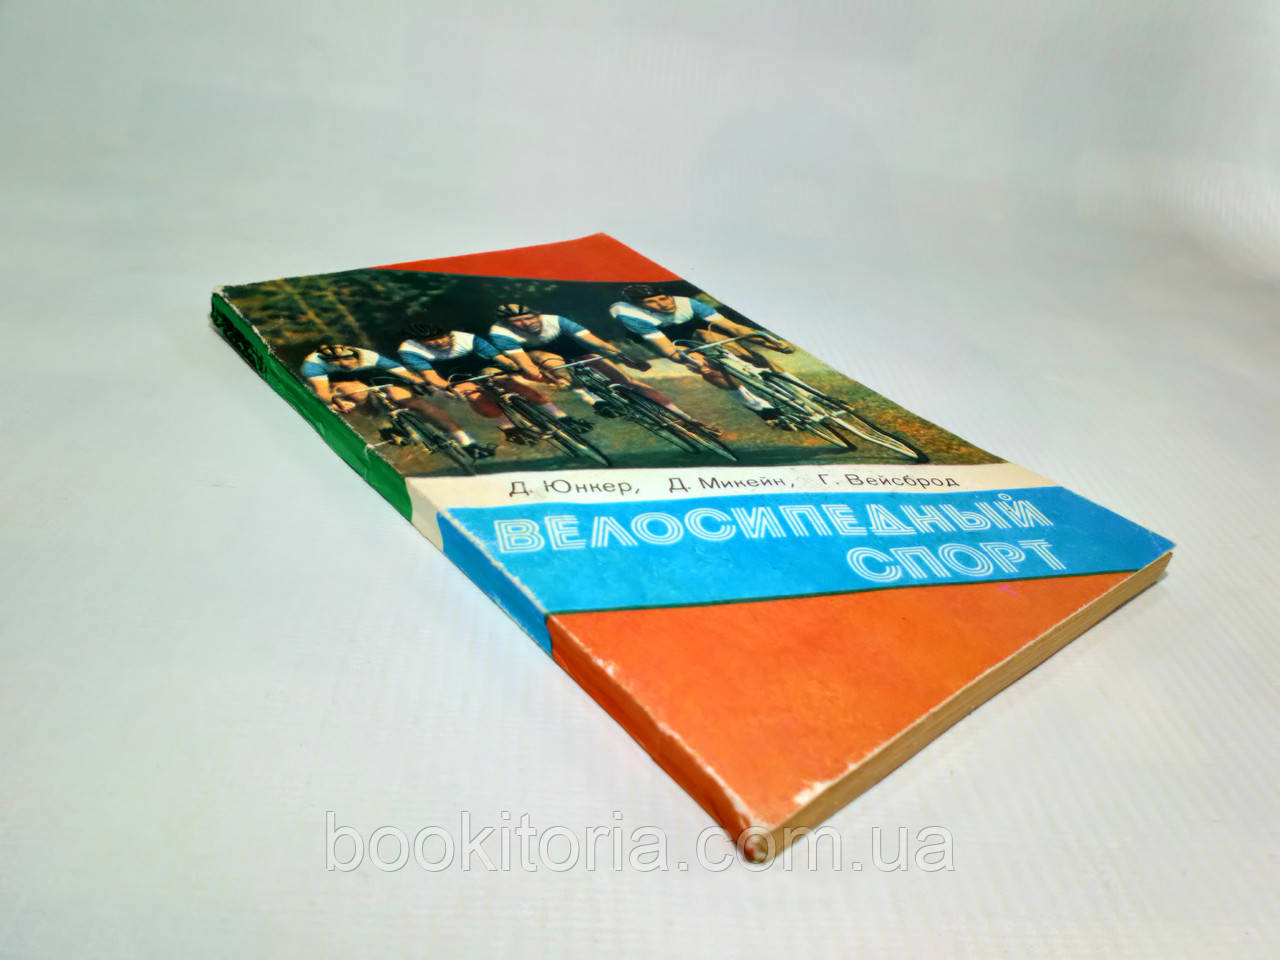 Д. Юнкер, Д. Микейн, Г. Вейсброд
ВЕЛОСИПЕДНЫЙ
СПОРТ
bookitoria.com.ua